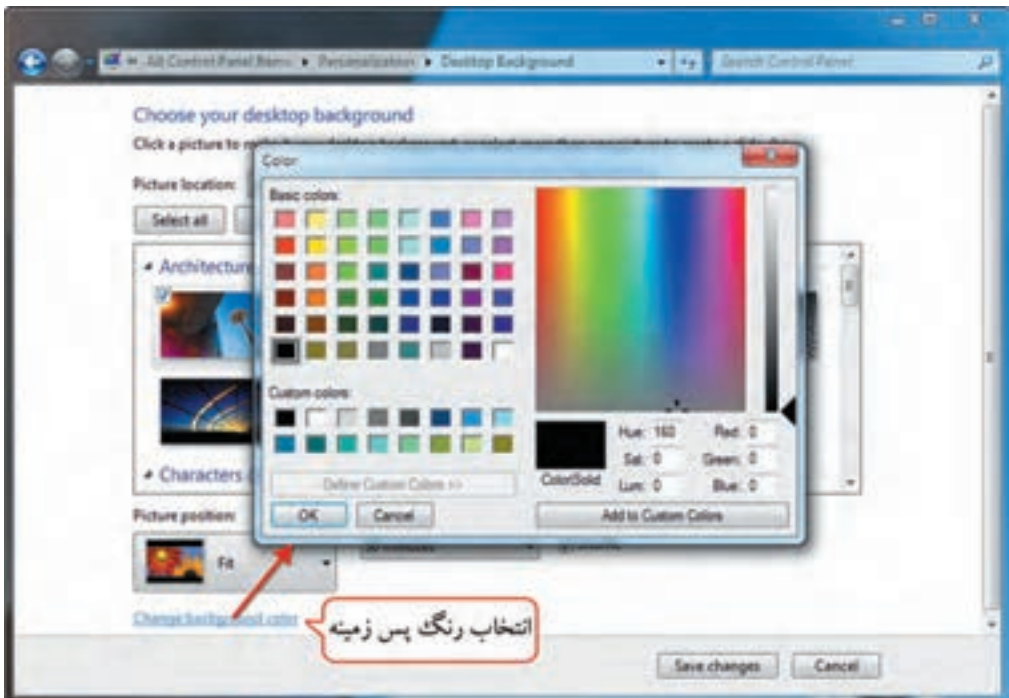 All Control Panel Items ▸ Personalization ▸ Desktop Background
Search Control Panel
Choose your desktop background
Click a picture to
Picture location:
Select all
Architecture
Characters
Picture position:
Fit
Change background color
Color
Basic colors:
Custom colors:
Define Custom Colors >>
OK
Cancel
Color|Solid
Hue: 160
Sat: 0
Lum: 0
Red: 0
Green: 0
Blue: 0
Add to Custom Colors
انتخاب رنگ پس زمینه
Save changes
Cancel